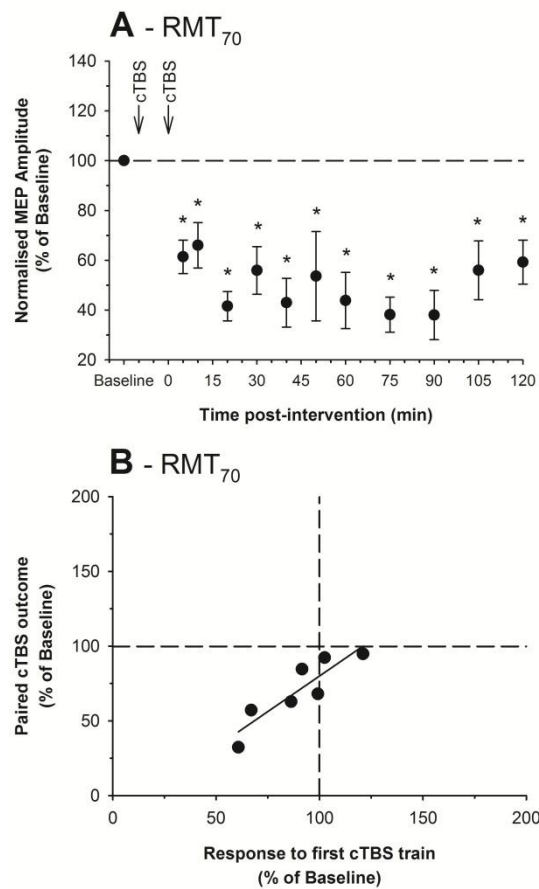 A - RMT70
cTBS
cTBS
Normalised MEP Amplitude
(% of Baseline)
140
120
100
80
60
40
20
* * * * * * * * * * *
Baseline 0 15 30 45 60 75 90 105 120
Time post-intervention (min)
B - RMT70
Paired cTBS outcome
(% of Baseline)
200
150
100
50
0
0 50 100 150 200
Response to first cTBS train
(% of Baseline)